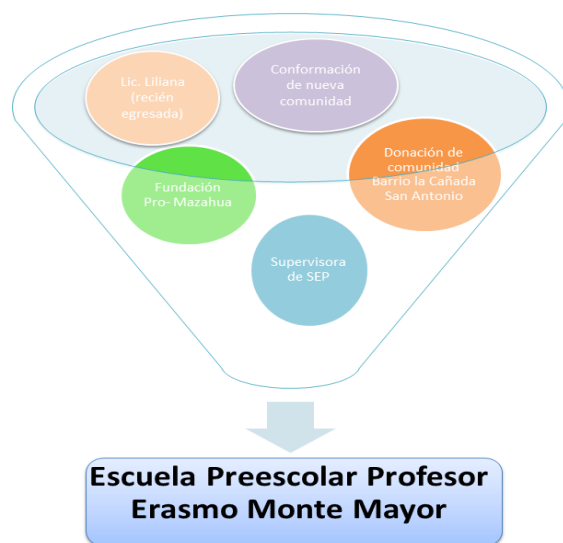 Lic. Liliana
(recién
egresada)
Conformación
de nueva
comunidad
Fundación
Pro- Mazahua
Donación de
comunidad
Barrio la Cañada
San Antonio
Supervisora
de SEP
Escuela Preescolar Profesor
Erasmo Monte Mayor